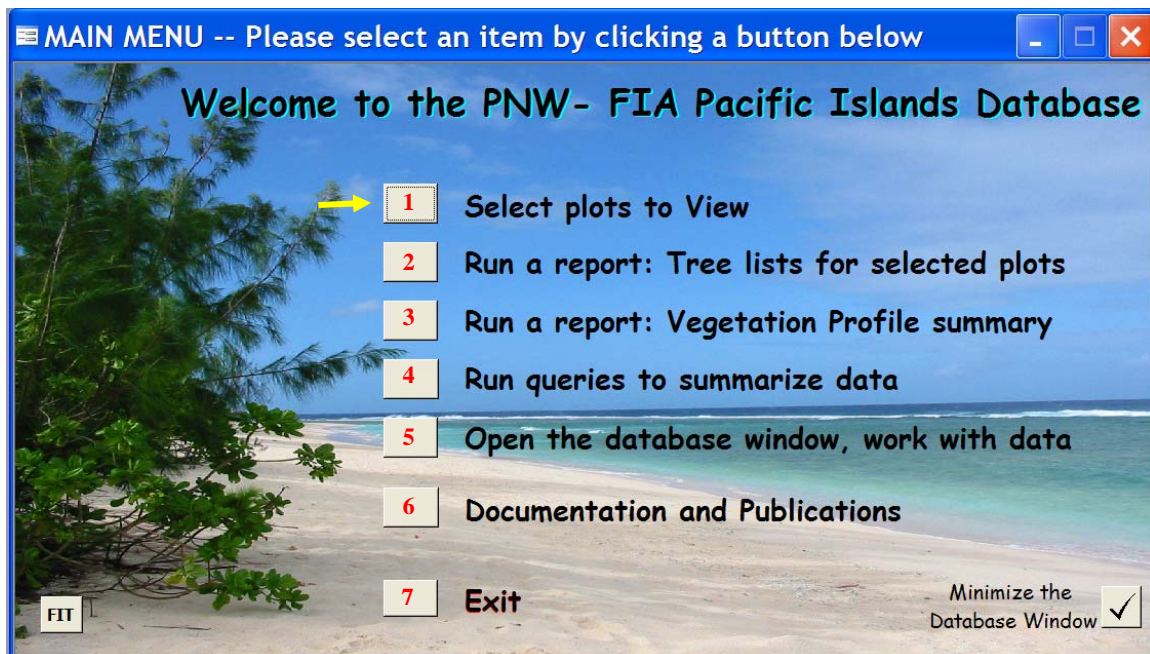 MAIN MENU -- Please select an item by clicking a button below
Welcome to the PNW- FIA Pacific Islands Database
1 Select plots to View
2 Run a report: Tree lists for selected plots
3 Run a report: Vegetation Profile summary
4 Run queries to summarize data
5 Open the database window, work with data
6 Documentation and Publications
7 Exit
FIT
Minimize the
Database Window